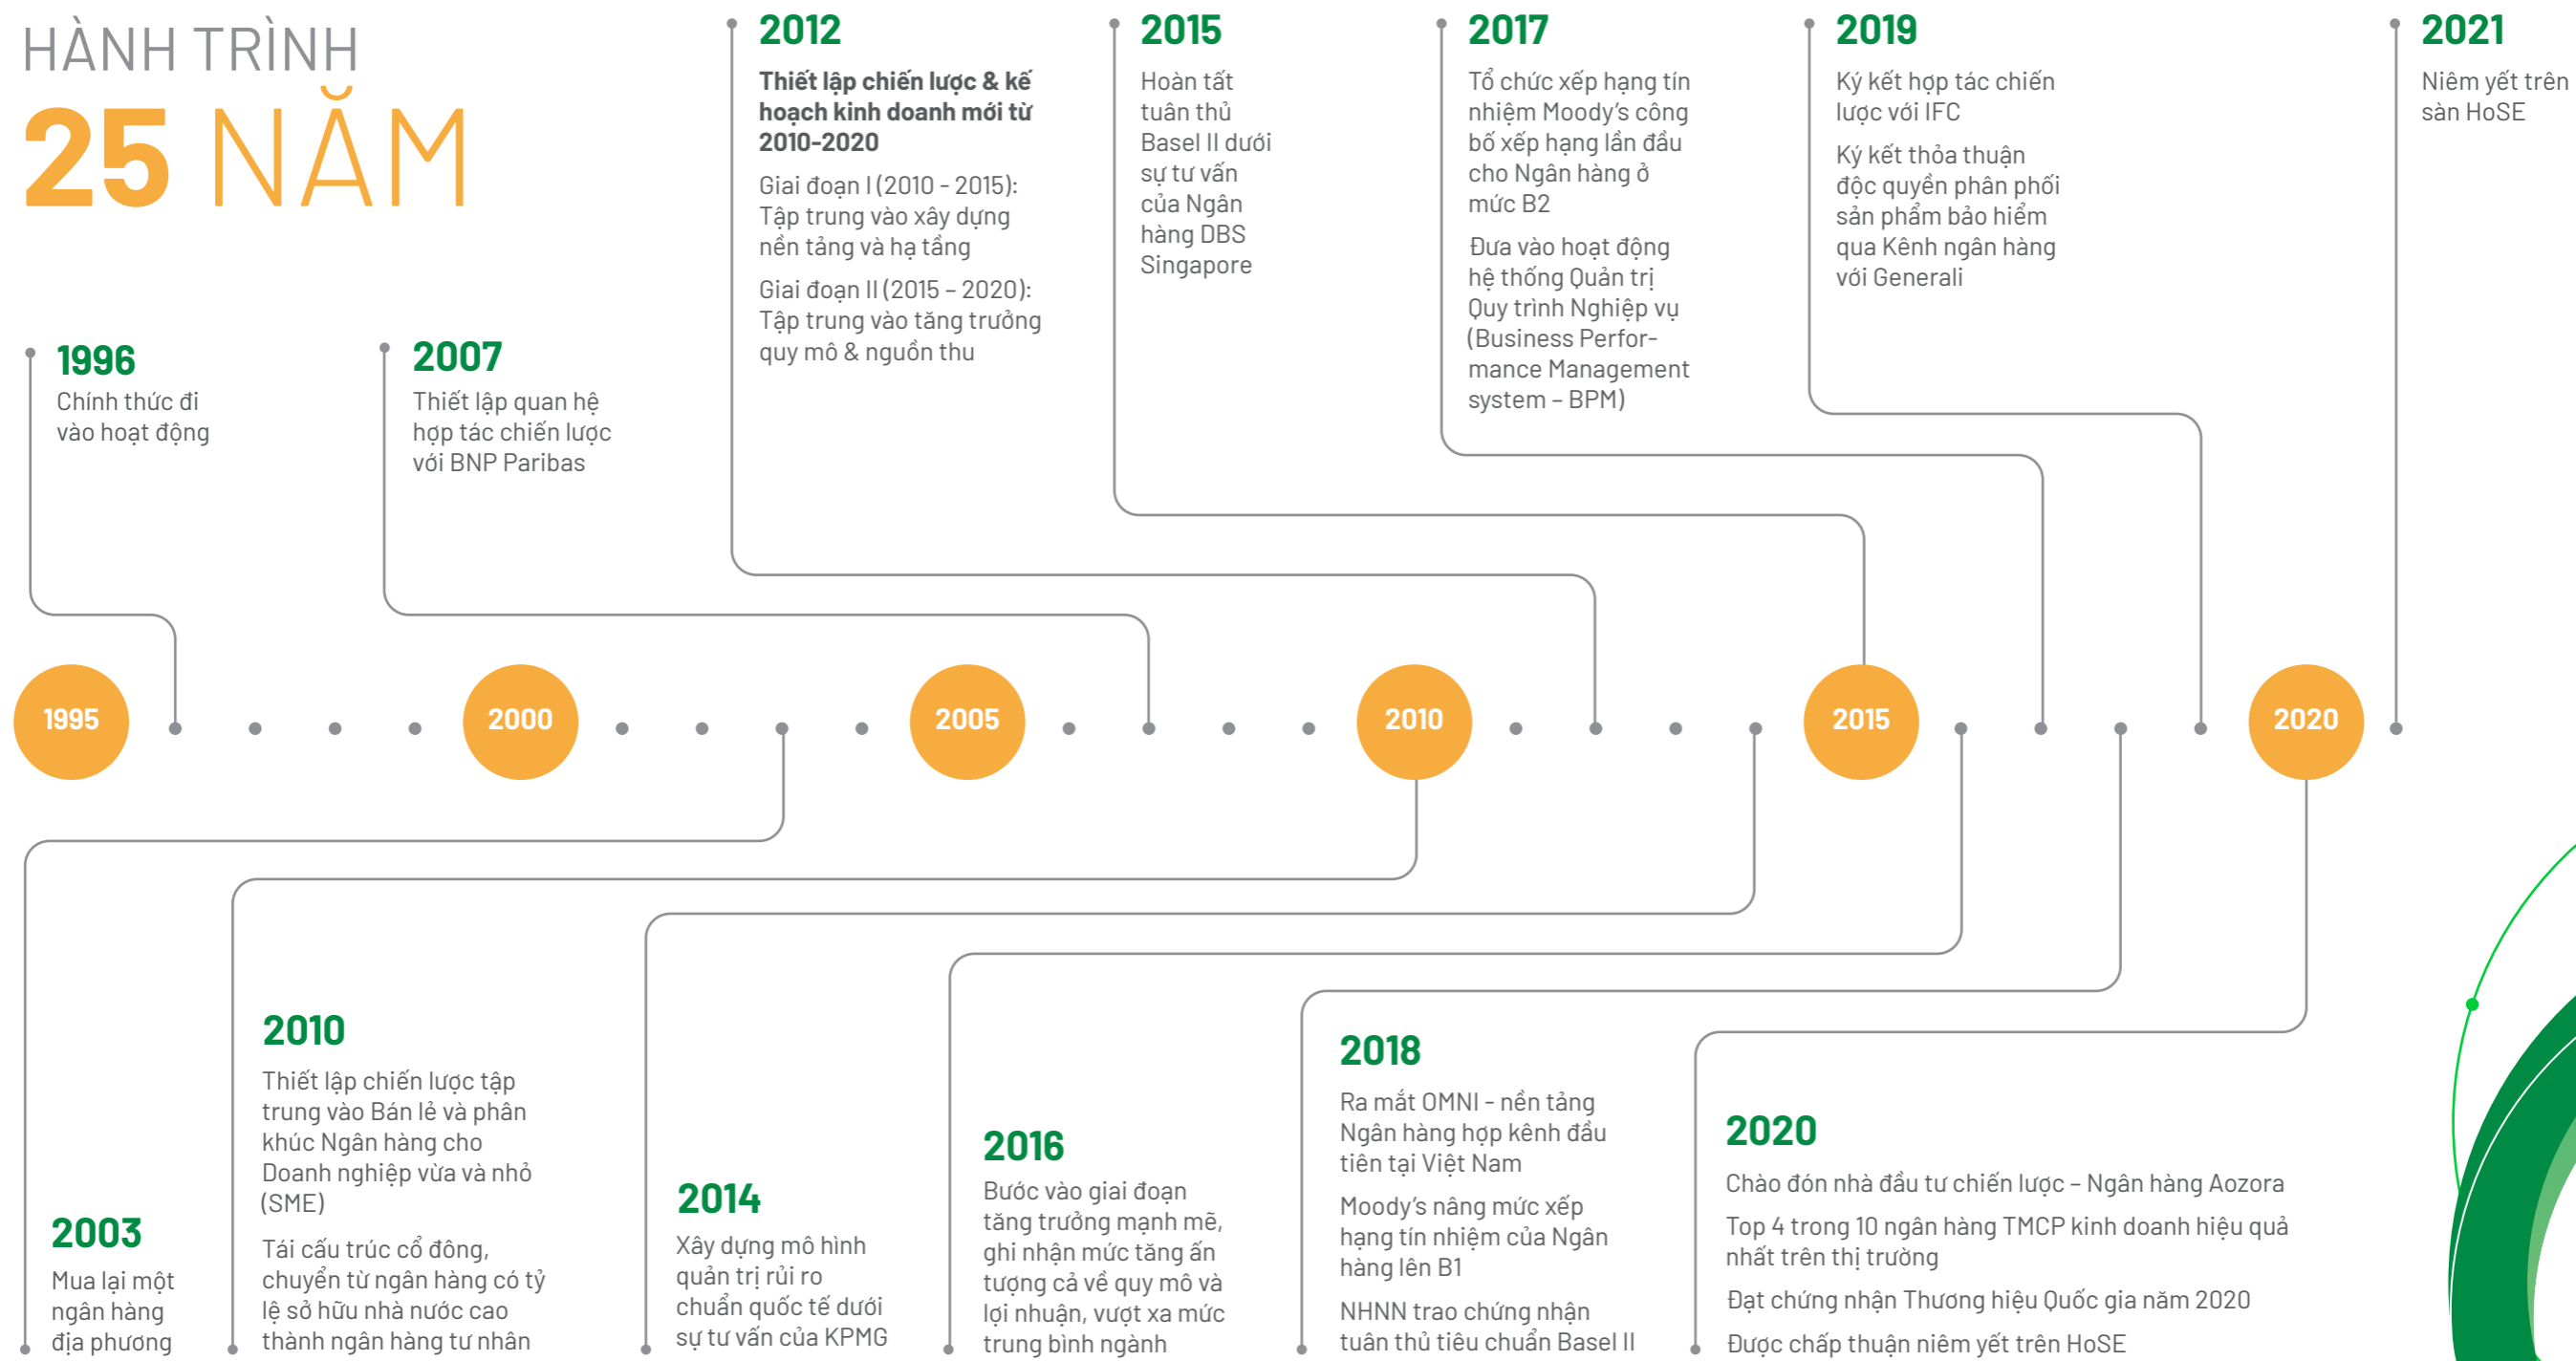 HÀNH TRÌNH
25 NĂM
1996
Chính thức đi
vào hoạt động
2007
Thiết lập quan hệ
hợp tác chiến lược
với BNP Paribas
2012
Thiết lập chiến lược & kế
hoạch kinh doanh mới từ
2010-2020
Giai đoạn I (2010 - 2015):
Tập trung vào xây dựng
nền tảng và hạ tầng
Giai đoạn II (2015 – 2020):
Tập trung vào tăng trưởng
quy mô & nguồn thu
2015
Hoàn tất
tuân thủ
Basel II dưới
sự tư vấn
của Ngân
hàng DBS
Singapore
2017
Tổ chức xếp hạng tín
nhiệm Moody’s công
bố xếp hạng lần đầu
cho Ngân hàng ở
mức B2
Đưa vào hoạt động
hệ thống Quản trị
Quy trình Nghiệp vụ
(Business Perfor-
mance Management
system – BPM)
2019
Ký kết hợp tác chiến
lược với IFC
Ký kết thỏa thuận
độc quyền phân phối
sản phẩm bảo hiểm
qua Kênh ngân hàng
với Generali
2021
Niêm yết trên
sàn HoSE
1995
2000
2005
2010
2015
2020
2003
Mua lại một
ngân hàng
địa phương
2010
Thiết lập chiến lược tập
trung vào Bán lẻ và phân
khúc Ngân hàng cho
Doanh nghiệp vừa và nhỏ
(SME)
Tái cấu trúc cổ đông,
chuyển từ ngân hàng có tỷ
lệ sở hữu nhà nước cao
thành ngân hàng tư nhân
2014
Xây dựng mô hình
quản trị rủi ro
chuẩn quốc tế dưới
sự tư vấn của KPMG
2016
Bước vào giai đoạn
tăng trưởng mạnh mẽ,
ghi nhận mức tăng ấn
tượng cả về quy mô và
lợi nhuận, vượt xa mức
trung bình ngành
2018
Ra mắt OMNI - nền tảng
Ngân hàng hợp kênh đầu
tiên tại Việt Nam
Moody’s nâng mức xếp
hạng tín nhiệm của Ngân
hàng lên B1
NHNN trao chứng nhận
tuân thủ tiêu chuẩn Basel II
2020
Chào đón nhà đầu tư chiến lược – Ngân hàng Aozora
Top 4 trong 10 ngân hàng TMCP kinh doanh hiệu quả
nhất trên thị trường
Đạt chứng nhận Thương hiệu Quốc gia năm 2020
Được chấp thuận niêm yết trên HoSE